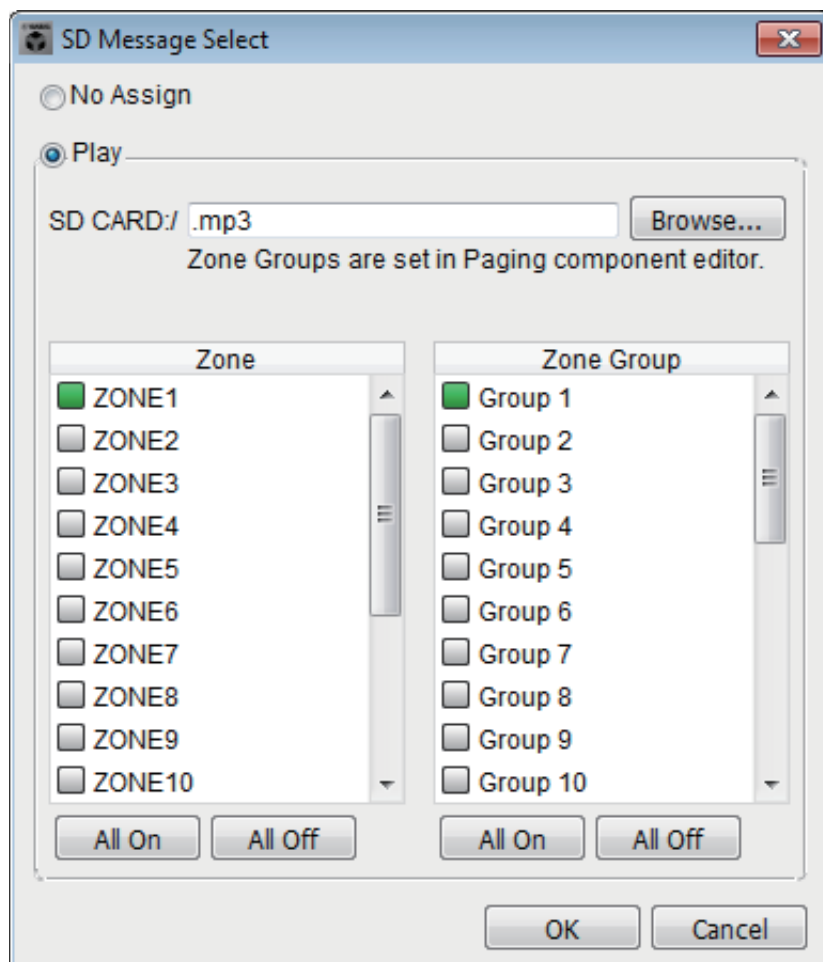 SD Message Select
No Assign
Play
SD CARD:/ .mp3 Browse...
Zone Groups are set in Paging component editor.
Zone Zone Group
ZONE1 Group 1
ZONE2 Group 2
ZONE3 Group 3
ZONE4 Group 4
ZONE5 Group 5
ZONE6 Group 6
ZONE7 Group 7
ZONE8 Group 8
ZONE9 Group 9
ZONE10 Group 10
All On All Off All On All Off
OK Cancel